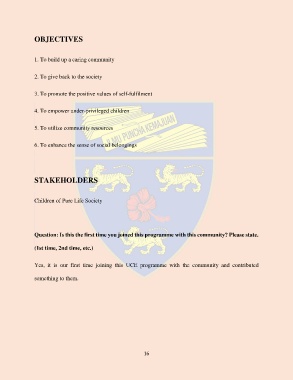 OBJECTIVES
1. To build up a caring community
2. To give back to the society
3. To promote the positive values of self-fulfilment
4. To empower under-privileged children
5. To utilize community resources
6. To enhance the sense of social belongings
ILMU PUNCHA KEMAJUAN
STAKEHOLDERS
Children of Pure Life Society
Question: Is this the first time you joined this programme with this community? Please state.
(1st time, 2nd time, etc.)
Yes, it is our first time joining this UCE programme with the community and contributed
something to them.
16